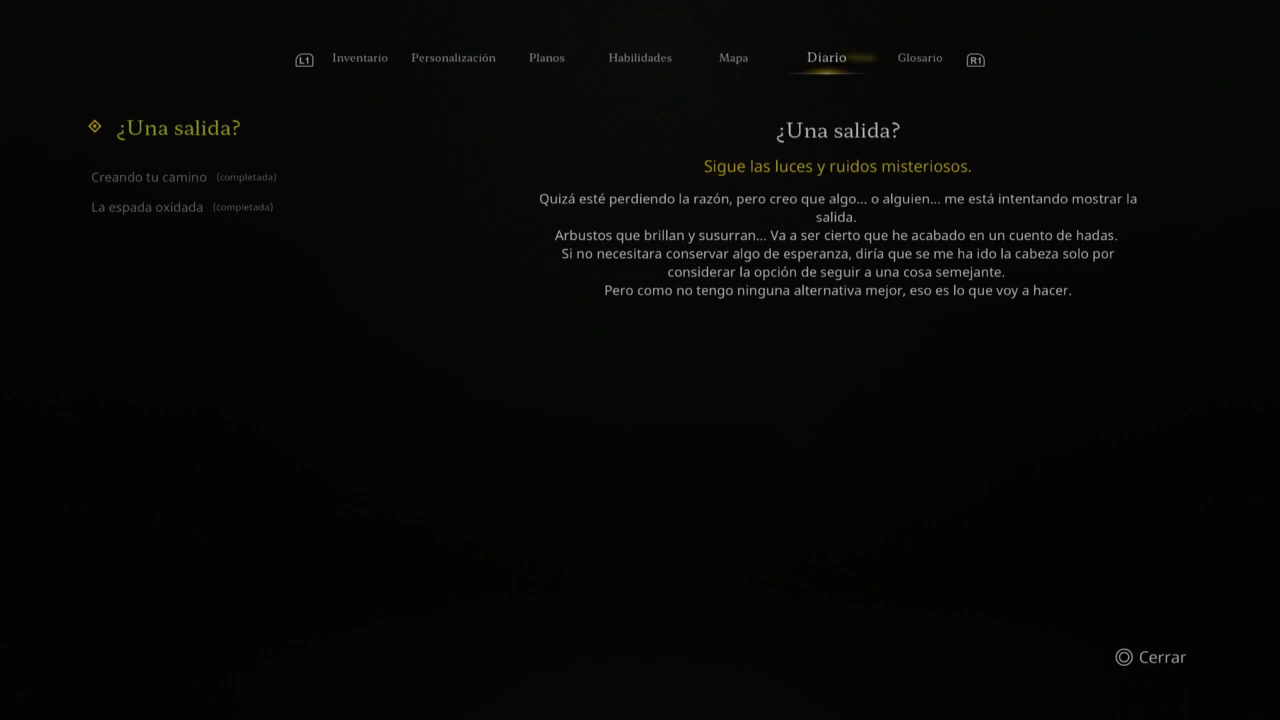 L1 Inventario Personalización Planos Habilidades Mapa Diario Glosario R1
¿Una salida?
Creando tu camino (completada)
La espada oxidada (completada)
¿Una salida?
Sigue las luces y ruidos misteriosos.
Quizá esté perdiendo la razón, pero creo que algo... o alguien... me está intentando mostrar la
salida.
Arbustos que brillan y susurran... Va a ser cierto que he acabado en un cuento de hadas.
Si no necesitara conservar algo de esperanza, diría que se me ha ido la cabeza solo por
considerar la opción de seguir a una cosa semejante.
Pero como no tengo ninguna alternativa mejor, eso es lo que voy a hacer.
Cerrar